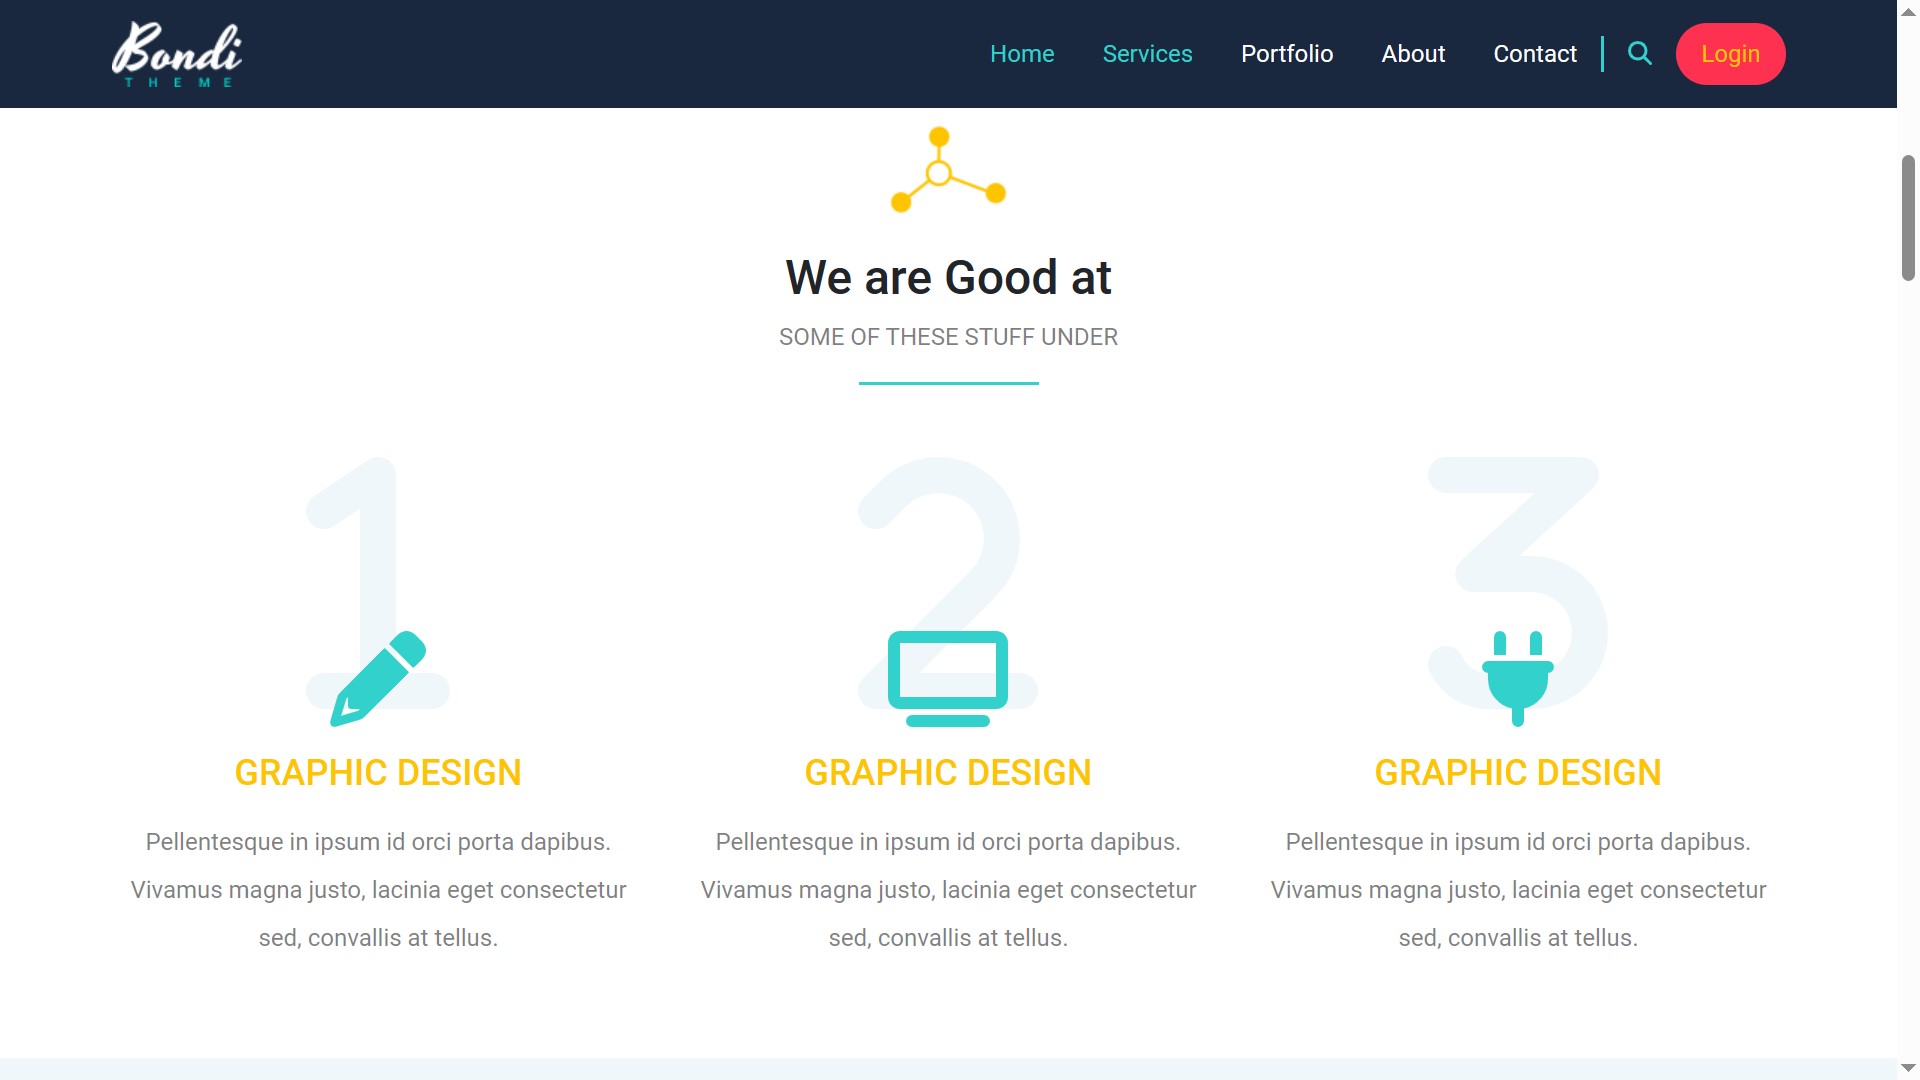 Bondi
THEME
Home Services Portfolio About Contact Login
We are Good at
SOME OF THESE STUFF UNDER
1 2 3
GRAPHIC DESIGN
Pellentesque in ipsum id orci porta dapibus.
Vivamus magna justo, lacinia eget consectetur
sed, convallis at tellus.
GRAPHIC DESIGN
Pellentesque in ipsum id orci porta dapibus.
Vivamus magna justo, lacinia eget consectetur
sed, convallis at tellus.
GRAPHIC DESIGN
Pellentesque in ipsum id orci porta dapibus.
Vivamus magna justo, lacinia eget consectetur
sed, convallis at tellus.